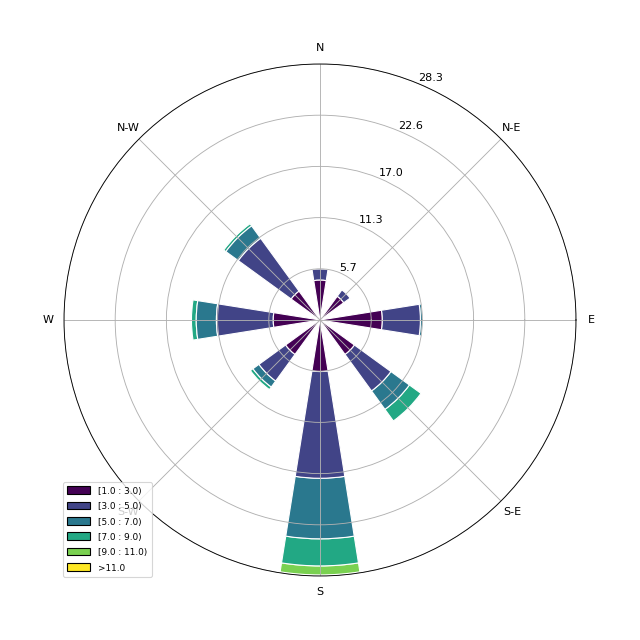 N
28.3
N-W
22.6
N-E
17.0
11.3
5.7
W
E
[1.0 : 3.0)
[3.0 : 5.0)
S-W
S-E
[5.0 : 7.0)
[7.0 : 9.0)
[9.0 : 11.0)
>11.0
S